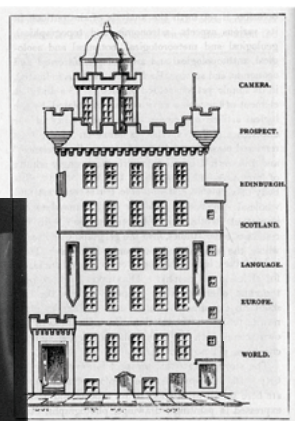 CAMERA.
PROSPECT.
EDINBURGH.
SCOTLAND.
LANGUAGE.
EUROPE.
WORLD.